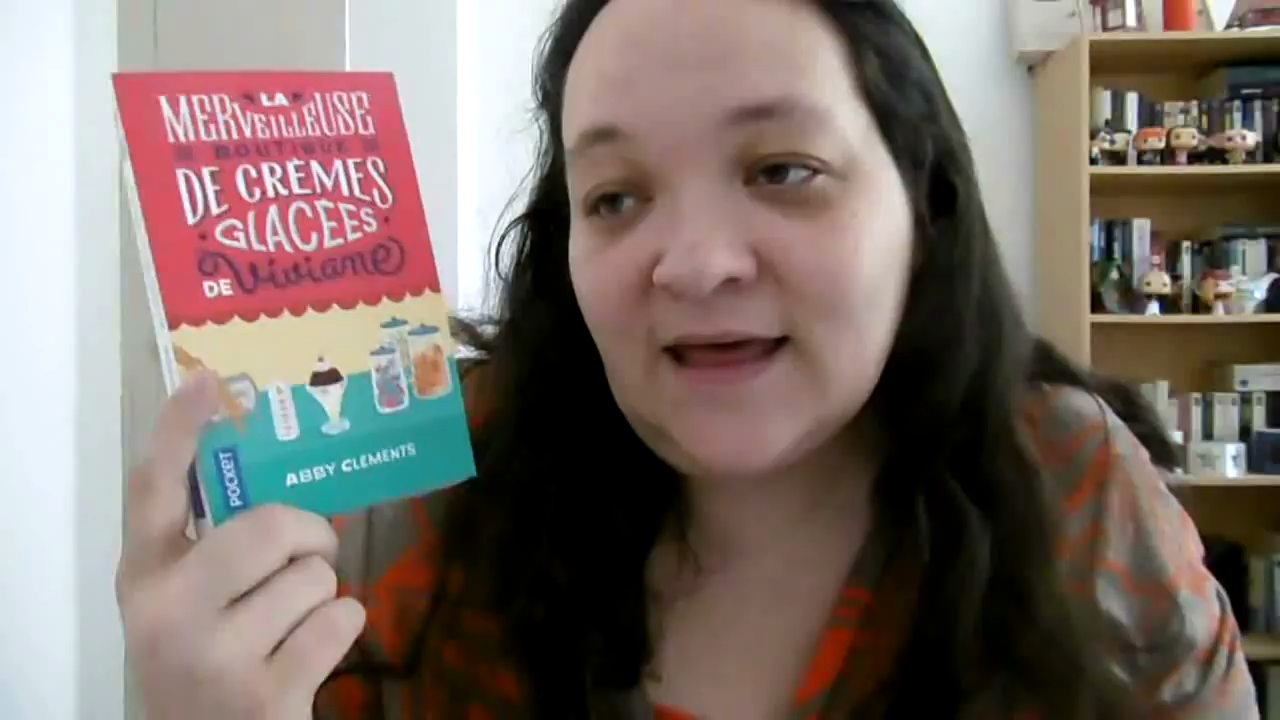 LA
MERVEILLEUSE
BOUTIQUE
DE CRÈMES
GLACÉES
DE Viviane
POCKET
ABBY CLEMENTS